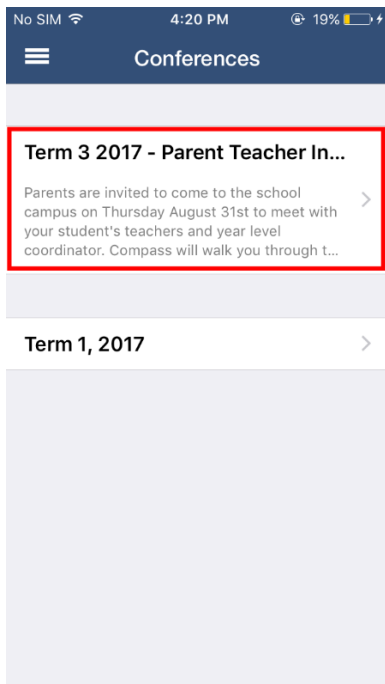 No SIM 4:20 PM 19%
Conferences
Term 3 2017 - Parent Teacher In...
Parents are invited to come to the school
campus on Thursday August 31st to meet with
your student's teachers and year level
coordinator. Compass will walk you through t...
Term 1, 2017